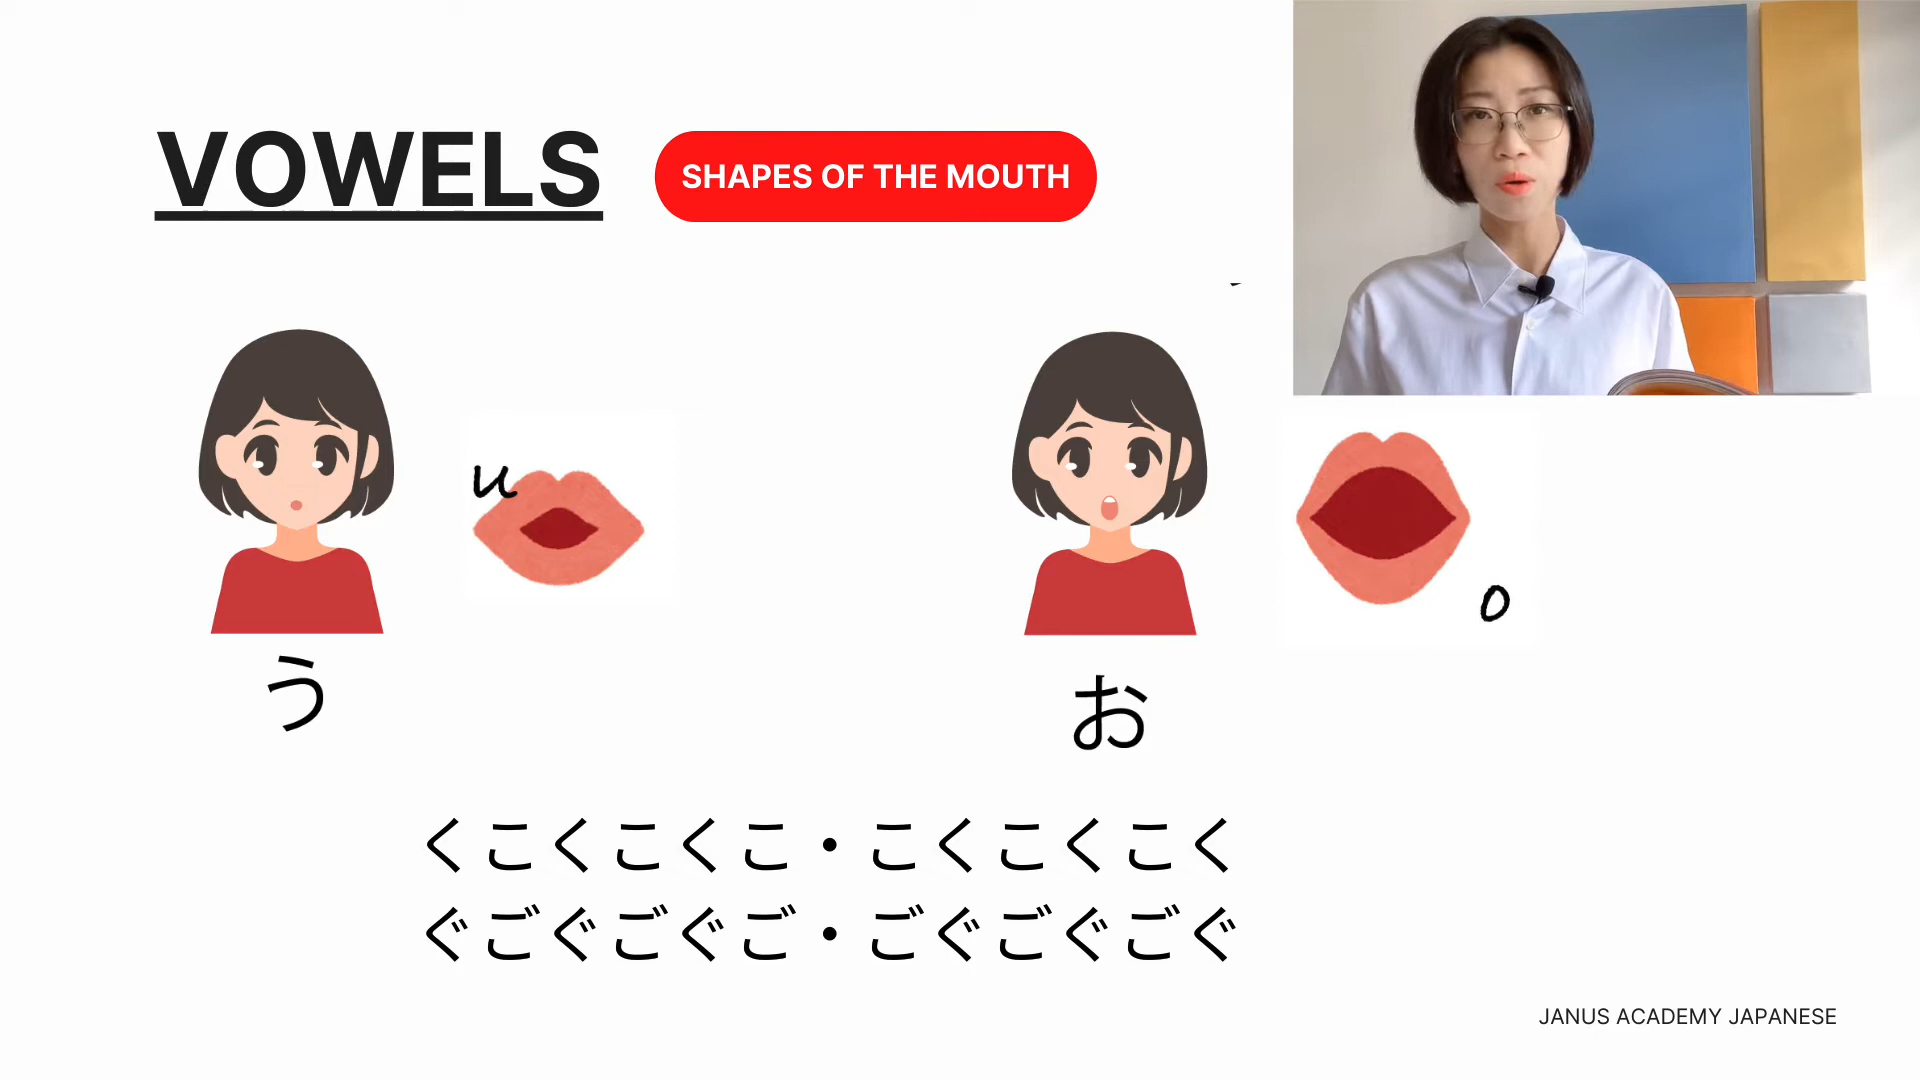 VOWELS
SHAPES OF THE MOUTH
u
o
う
お
くこくこくこ・こくこくこく
ぐごぐごぐご・ごぐごぐごぐ
JANUS ACADEMY JAPANESE